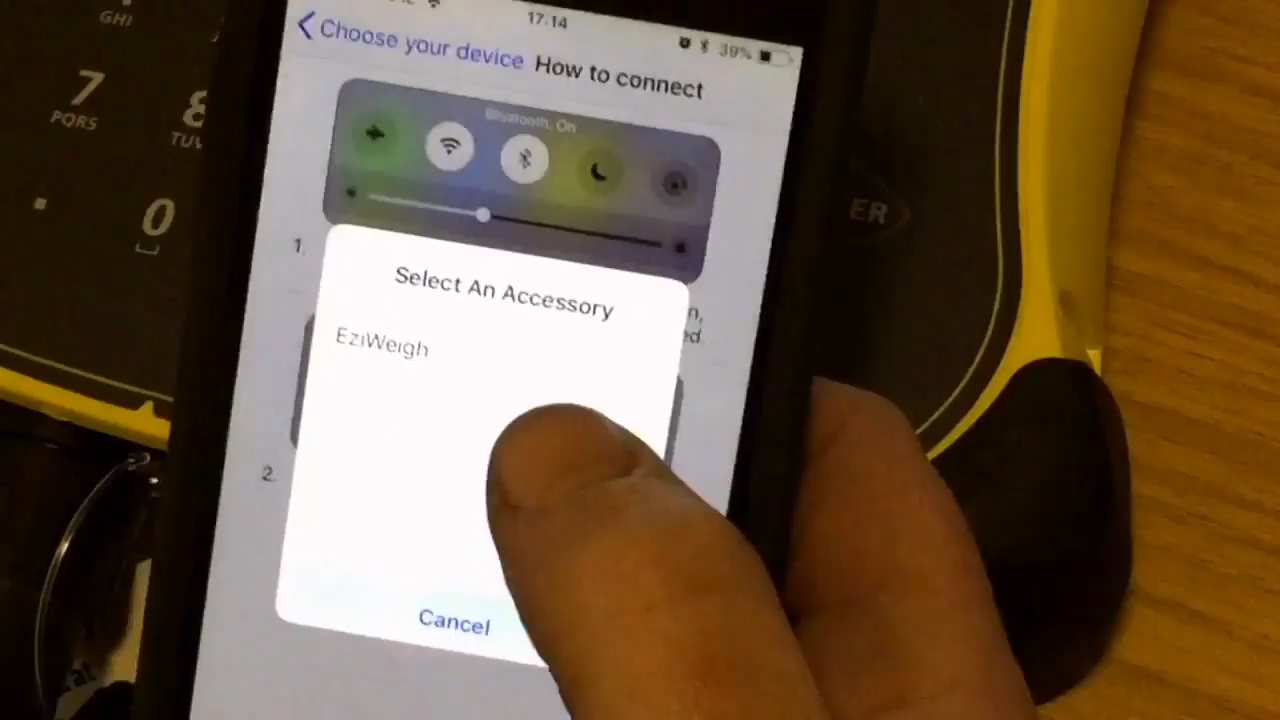 17.14
39%
Choose your device
How to connect
Bluetooth, On
1.
Select An Accessory
EziWeigh
2.
Cancel
GHI
7
PQRS
8
TUV
.
0
ER